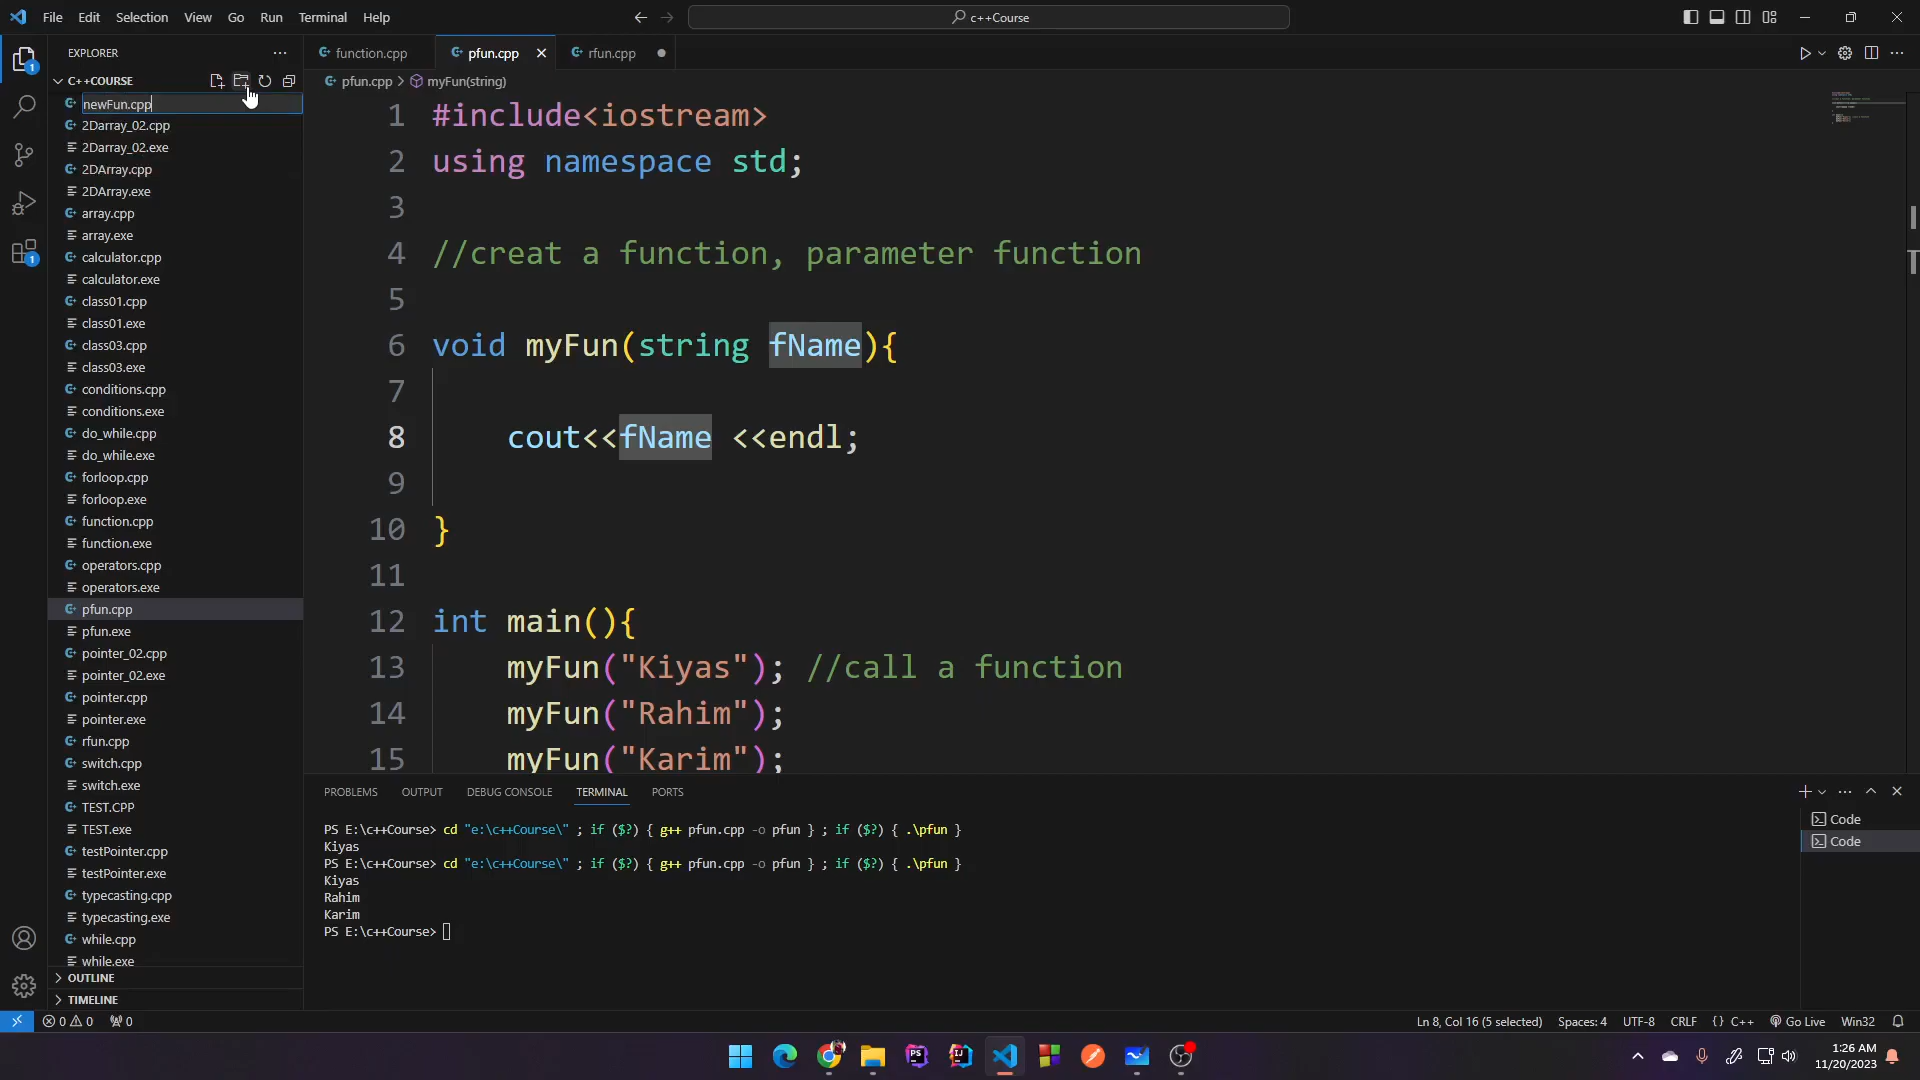 File Edit Selection View Go Run Terminal Help
c++Course
EXPLORER
function.cpp
pfun.cpp
rfun.cpp
C++COURSE
pfun.cpp > myFun(string)
newFun.cpp
2Darray_02.cpp
2Darray_02.exe
2DArray.cpp
2DArray.exe
array.cpp
array.exe
calculator.cpp
calculator.exe
class01.cpp
class01.exe
class03.cpp
class03.exe
conditions.cpp
conditions.exe
do_while.cpp
do_while.exe
forloop.cpp
forloop.exe
function.cpp
function.exe
operators.cpp
operators.exe
pfun.cpp
pfun.exe
pointer_02.cpp
pointer_02.exe
pointer.cpp
pointer.exe
rfun.cpp
switch.cpp
switch.exe
TEST.CPP
TEST.exe
testPointer.cpp
testPointer.exe
typecasting.cpp
typecasting.exe
while.cpp
while.exe
OUTLINE
TIMELINE
1 #include<iostream>
2 using namespace std;
3
4 //creat a function, parameter function
5
6 void myFun(string fName){
7
8 cout<<fName <<endl;
9
10 }
11
12 int main(){
13 myFun("Kiyas"); //call a function
14 myFun("Rahim");
15 myFun("Karim");
PROBLEMS OUTPUT DEBUG CONSOLE TERMINAL PORTS
PS E:\c++Course> cd "e:\c++Course\" ; if ($?) { g++ pfun.cpp -o pfun } ; if ($?) { .\pfun }
Kiyas
PS E:\c++Course> cd "e:\c++Course\" ; if ($?) { g++ pfun.cpp -o pfun } ; if ($?) { .\pfun }
Kiyas
Rahim
Karim
PS E:\c++Course>
Code
Code
1
1
0 0 0
Ln 8, Col 16 (5 selected) Spaces: 4 UTF-8 CRLF {} C++ Go Live Win32
PS
IJ
1:26 AM
11/20/2023